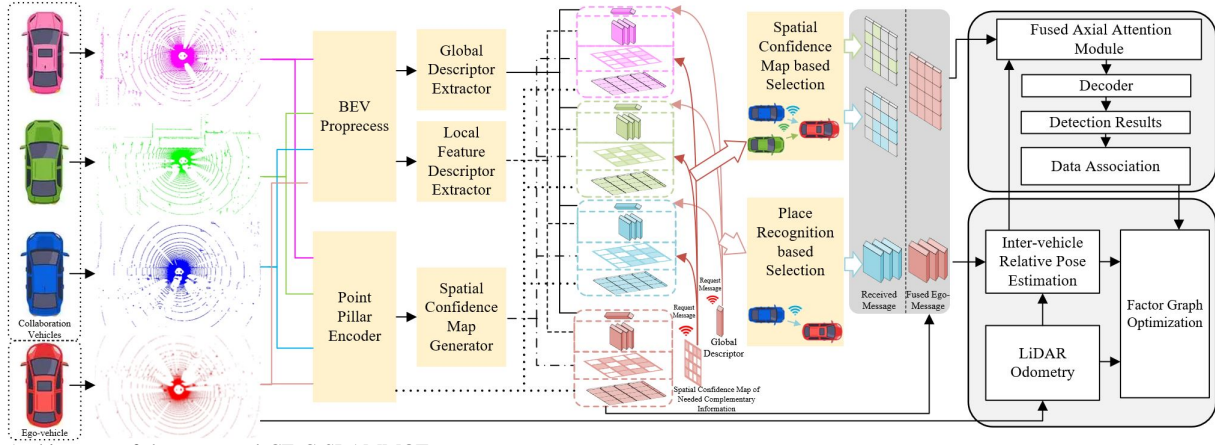 Collaboration
Vehicles
Ego-vehicle
BEV
Proprecess
Point
Pillar
Encoder
Global
Descriptor
Extractor
Local
Feature
Descriptor
Extractor
Spatial
Confidence
Map
Generator
Request
Message
Request
Message
Global
Descriptor
Spatial Confidence Map of
Needed Complementary
Information
Spatial
Confidence
Map based
Selection
Place
Recognition
based
Selection
Received
Message
Fused Ego-
Message
Fused Axial Attention
Module
Decoder
Detection Results
Data Association
Inter-vehicle
Relative Pose
Estimation
LiDAR
Odometry
Factor Graph
Optimization